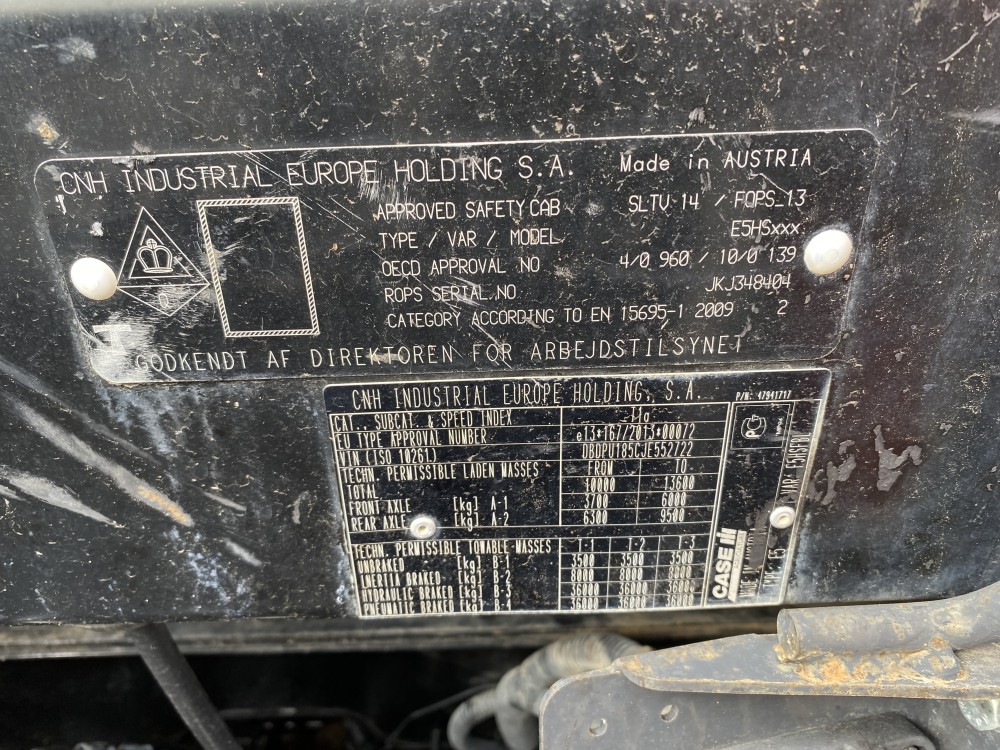 CNH INDUSTRIAL EUROPE HOLDING S.A. Made in AUSTRIA
APPROVED SAFETY CAB SLTV 14 / FOPS_13
TYPE / VAR / MODEL E5HSxxx
OECD APPROVAL NO 4/0 960 / 10/0 139
ROPS SERIAL NO JKJ348404
CATEGORY ACCORDING TO EN 15695-1 2009 2
GODKENDT AF DIREKTOREN FOR ARBEJDSTILSYNET
CNH INDUSTRIAL EUROPE HOLDING, S.A. P/N: 47941717
CAT., SUBCAT. & SPEED INDEX
EU TYPE APPROVAL NUMBER e13*167/2013*00072
VIN (ISO 10261) DBDPU185CJE552722
TECHN. PERMISSIBLE LADEN MASSES FROM TO
TOTAL 10000 13600
FRONT AXLE [kg] A-1 3700 6000
REAR AXLE [kg] A-2 6300 9500
TECHN. PERMISSIBLE TOWABLE MASSES T-1 T-2 T-3
UNBRAKED [kg] B-1 3500 3500 3500
INERTIA BRAKED [kg] B-2 8000 8000 8000
HYDRAULIC BRAKED [kg] B-3 36000 36000 36000
PNEUMATIC BRAKED [kg] B-4 36000 36000 36000
CASE IH